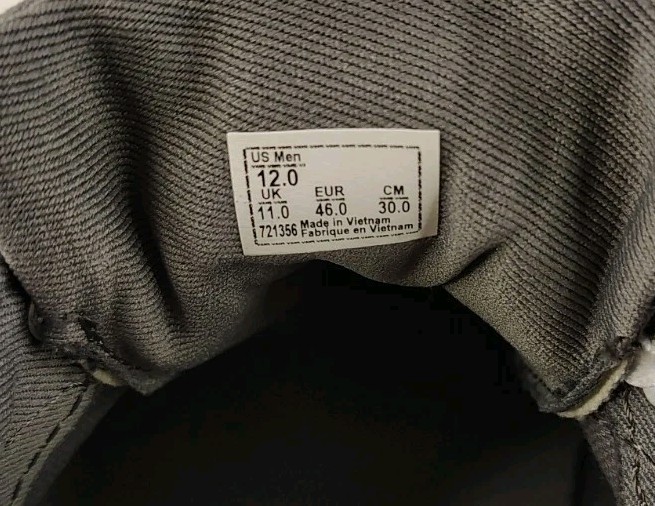 US Men
12.0
UK EUR CM
11.0 46.0 30.0
721356 Made in Vietnam
Fabrique en Vietnam